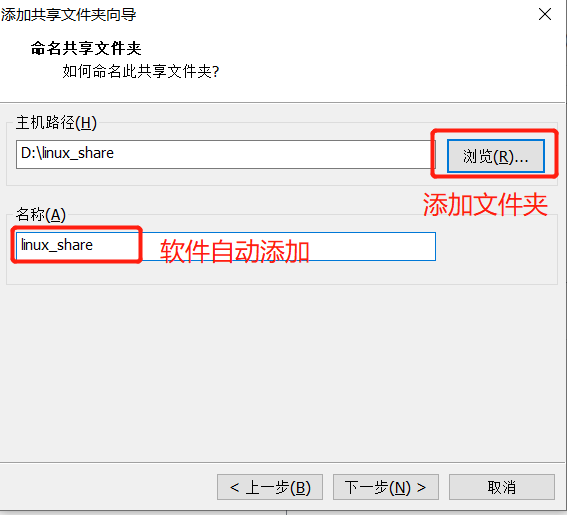 添加共享文件夹向导
命名共享文件夹
如何命名此共享文件夹?
主机路径(H)
D:\linux_share
浏览(R)...
添加文件夹
名称(A)
linux_share
软件自动添加
< 上一步(B)
下一步(N) >
取消